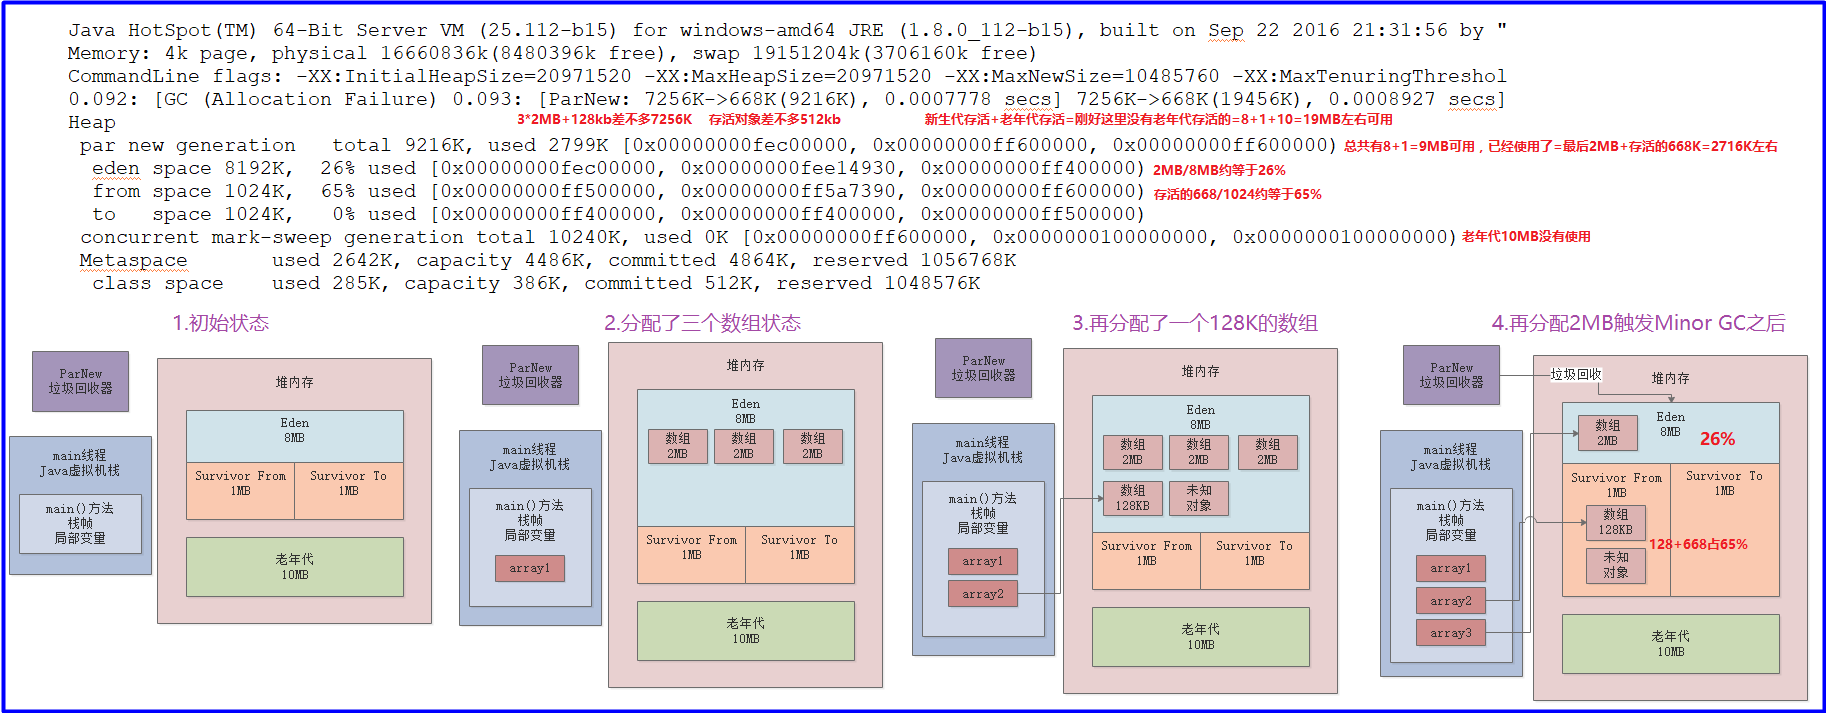 Java HotSpot(TM) 64-Bit Server VM (25.112-b15) for windows-amd64 JRE (1.8.0_112-b15), built on Sep 22 2016 21:31:56 by "
Memory: 4k page, physical 16660836k(8480396k free), swap 19151204k(3706160k free)
CommandLine flags: -XX:InitialHeapSize=20971520 -XX:MaxHeapSize=20971520 -XX:MaxNewSize=10485760 -XX:MaxTenuringThreshol
0.092: [GC (Allocation Failure) 0.093: [ParNew: 7256K->668K(9216K), 0.0007778 secs] 7256K->668K(19456K), 0.0008927 secs]
Heap
3*2MB+128kb差不多7256K 存活对象差不多512kb 新生代存活+老年代存活=刚好这里没有老年代存活的=8+1+10=19MB左右可用
par new generation total 9216K, used 2799K [0x00000000fec00000, 0x00000000ff600000, 0x00000000ff600000) 总共有8+1=9MB可用，已经使用了=最后2MB+存活的668K=2716K左右
eden space 8192K, 26% used [0x00000000fec00000, 0x00000000fee14930, 0x00000000ff400000) 2MB/8MB约等于26%
from space 1024K, 65% used [0x00000000ff500000, 0x00000000ff5a7390, 0x00000000ff600000) 存活的668/1024约等于65%
to space 1024K, 0% used [0x00000000ff400000, 0x00000000ff400000, 0x00000000ff500000)
concurrent mark-sweep generation total 10240K, used 0K [0x00000000ff600000, 0x0000000100000000, 0x0000000100000000) 老年代10MB没有使用
Metaspace used 2642K, capacity 4486K, committed 4864K, reserved 1056768K
class space used 285K, capacity 386K, committed 512K, reserved 1048576K
1.初始状态
ParNew
垃圾回收器
堆内存
Eden
8MB
main线程
Java虚拟机栈
Survivor From
1MB
Survivor To
1MB
main()方法
栈帧
局部变量
老年代
10MB
2.分配了三个数组状态
ParNew
垃圾回收器
堆内存
Eden
8MB
数组
2MB
数组
2MB
数组
2MB
main线程
Java虚拟机栈
main()方法
栈帧
局部变量
array1
Survivor From
1MB
Survivor To
1MB
老年代
10MB
3.再分配了一个128K的数组
ParNew
垃圾回收器
堆内存
Eden
8MB
数组
2MB
数组
2MB
数组
2MB
main线程
Java虚拟机栈
数组
128KB
未知
对象
main()方法
栈帧
局部变量
array1
array2
Survivor From
1MB
Survivor To
1MB
老年代
10MB
4.再分配2MB触发Minor GC之后
ParNew
垃圾回收器
垃圾回收
堆内存
Eden
8MB
数组
2MB
26%
main线程
Java虚拟机栈
Survivor From
1MB
Survivor To
1MB
main()方法
栈帧
局部变量
数组
128KB
128+668占65%
未知
对象
array1
array2
array3
老年代
10MB